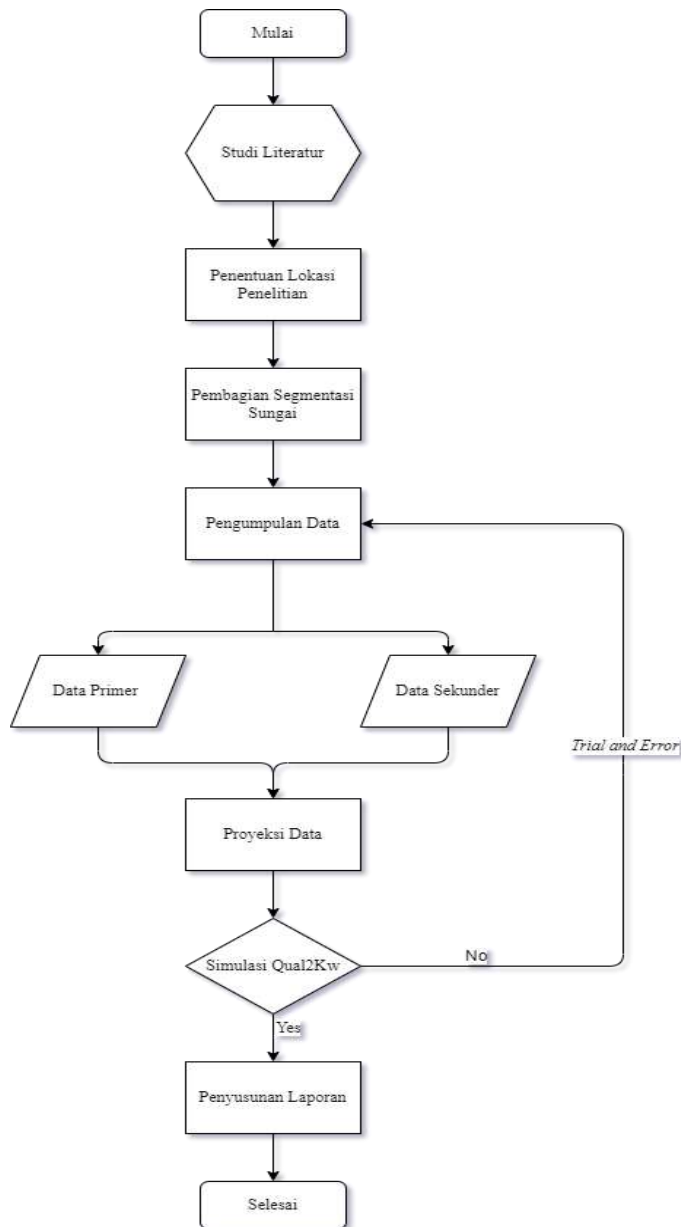 Mulai
Studi Literatur
Penentuan Lokasi
Penelitian
Pembagian Segmentasi
Sungai
Pengumpulan Data
Data Primer
Data Sekunder
Trial and Error
Proyeksi Data
Simulasi Qual2Kw
No
Yes
Penyusunan Laporan
Selesai